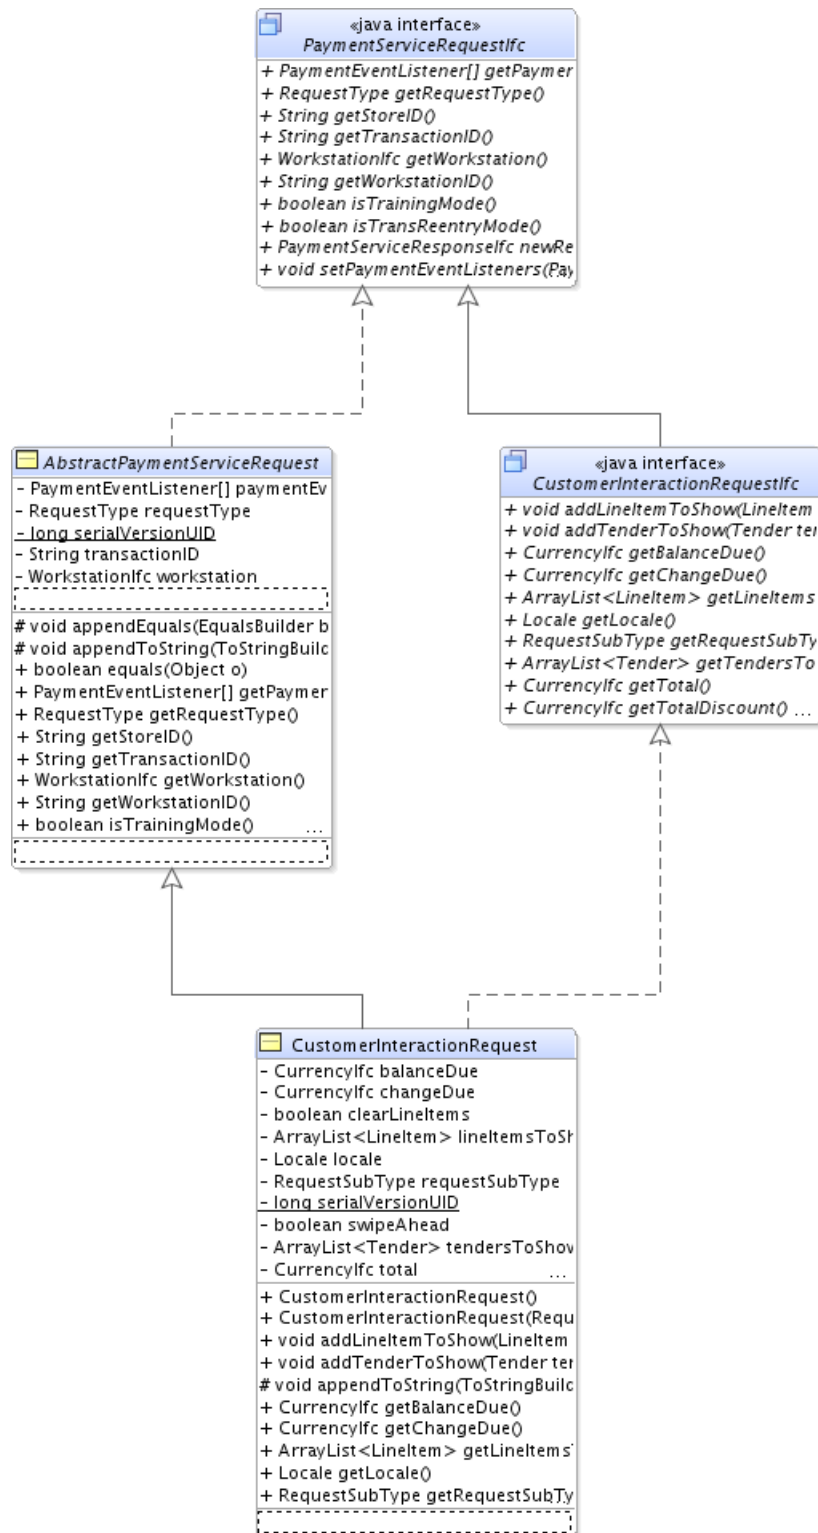 «java interface»
PaymentServiceRequestIfc
+ PaymentEventListener[] getPaymer
+ RequestType getRequestType()
+ String getStoreID()
+ String getTransactionID()
+ WorkstationIfc getWorkstation()
+ String getWorkstationID()
+ boolean isTrainingMode()
+ boolean isTransReentryMode()
+ PaymentServiceResponseIfc newRe
+ void setPaymentEventListeners(Pay
AbstractPaymentServiceRequest
- PaymentEventListener[] paymentEv
- RequestType requestType
- long serialVersionUID
- String transactionID
- WorkstationIfc workstation
# void appendEquals(EqualsBuilder b
# void appendToString(ToStringBuilc
+ boolean equals(Object o)
+ PaymentEventListener[] getPaymer
+ RequestType getRequestType()
+ String getStoreID()
+ String getTransactionID()
+ WorkstationIfc getWorkstation()
+ String getWorkstationID()
+ boolean isTrainingMode() ...
«java interface»
CustomerInteractionRequestIfc
+ void addLineItemToShow(LineItem
+ void addTenderToShow(Tender ter
+ CurrencyIfc getBalanceDue()
+ CurrencyIfc getChangeDue()
+ ArrayList<LineItem> getLineItems
+ Locale getLocale()
+ RequestSubType getRequestSubTy
+ ArrayList<Tender> getTendersTo
+ CurrencyIfc getTotal()
+ CurrencyIfc getTotalDiscount() ...
CustomerInteractionRequest
- CurrencyIfc balanceDue
- CurrencyIfc changeDue
- boolean clearLineItems
- ArrayList<LineItem> lineItemsToSh
- Locale locale
- RequestSubType requestSubType
- long serialVersionUID
- boolean swipeAhead
- ArrayList<Tender> tendersToShow
- CurrencyIfc total ...
+ CustomerInteractionRequest()
+ CustomerInteractionRequest(Requ
+ void addLineItemToShow(LineItem
+ void addTenderToShow(Tender ter
# void appendToString(ToStringBuilc
+ CurrencyIfc getBalanceDue()
+ CurrencyIfc getChangeDue()
+ ArrayList<LineItem> getLineItems
+ Locale getLocale()
+ RequestSubType getRequestSubTy